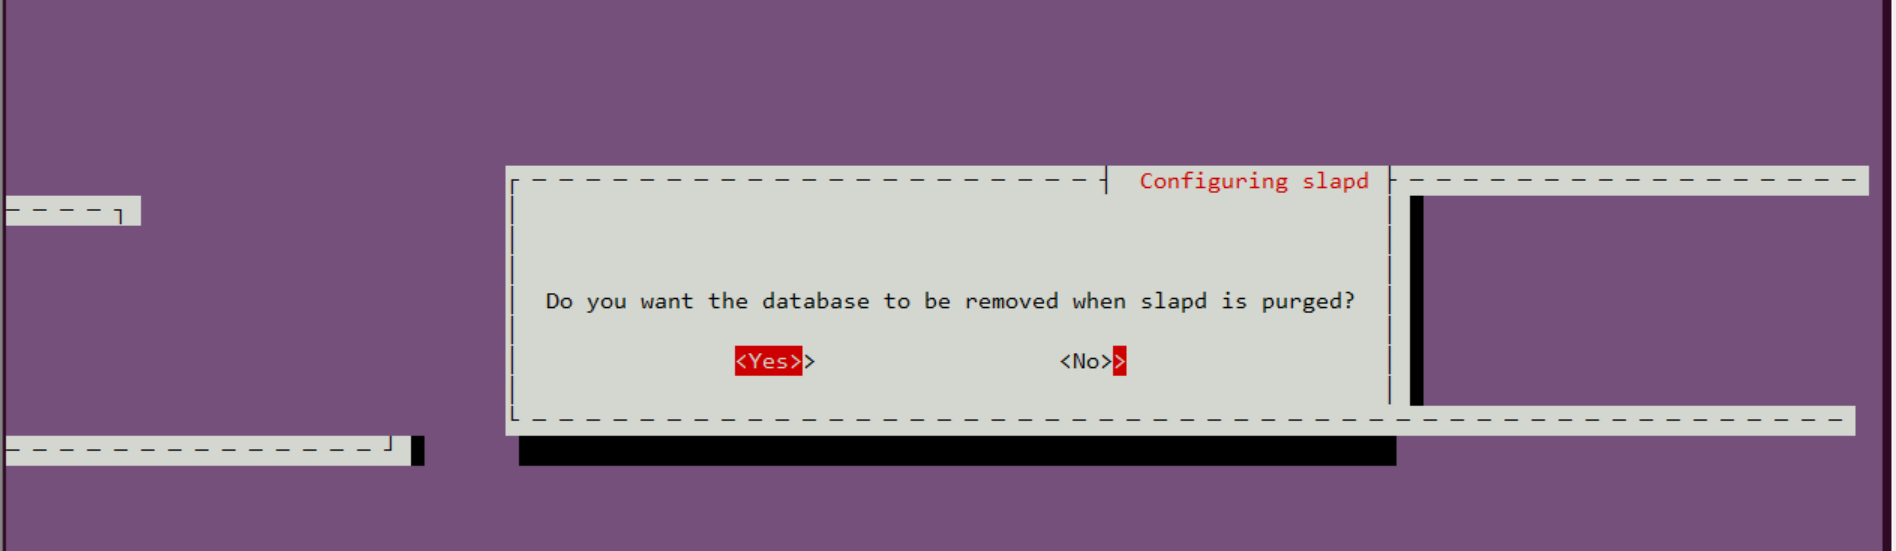 Configuring slapd
Do you want the database to be removed when slapd is purged?
<Yes>> <No>>